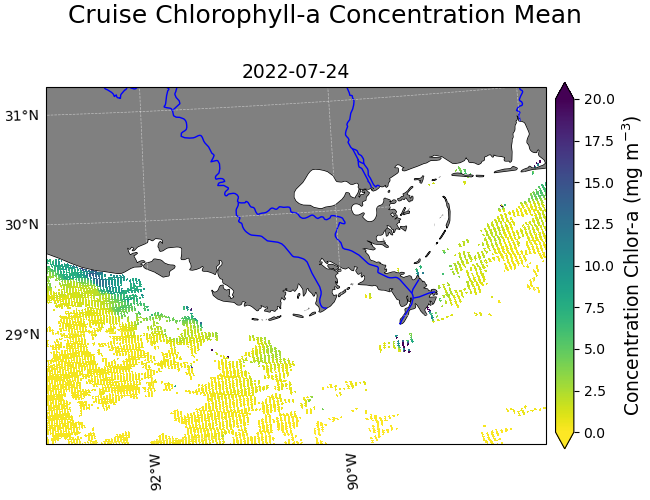 Cruise Chlorophyll-a Concentration Mean
2022-07-24
31°N
30°N
29°N
92°W
90°W
20.0
17.5
15.0
12.5
10.0
7.5
5.0
2.5
0.0
Concentration Chlor-a (mg m⁻³)